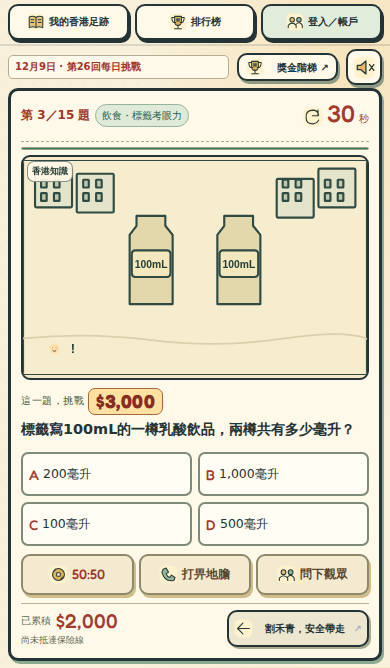 我的香港足跡
排行榜
登入／帳戶
12月9日・第26回每日挑戰
獎金階梯 ↗
第 3／15 題
飲食・標籤考眼力
30 秒
香港知識
100mL
100mL
!
這一題，挑戰 $3,000
標籤寫100mL的一樽乳酸飲品，兩樽共有多少毫升？
A 200毫升
B 1,000毫升
C 100毫升
D 500毫升
50:50
打畀地膽
問下觀眾
已累積 $2,000
尚未抵達保險線
割禾青，安全帶走 ↗